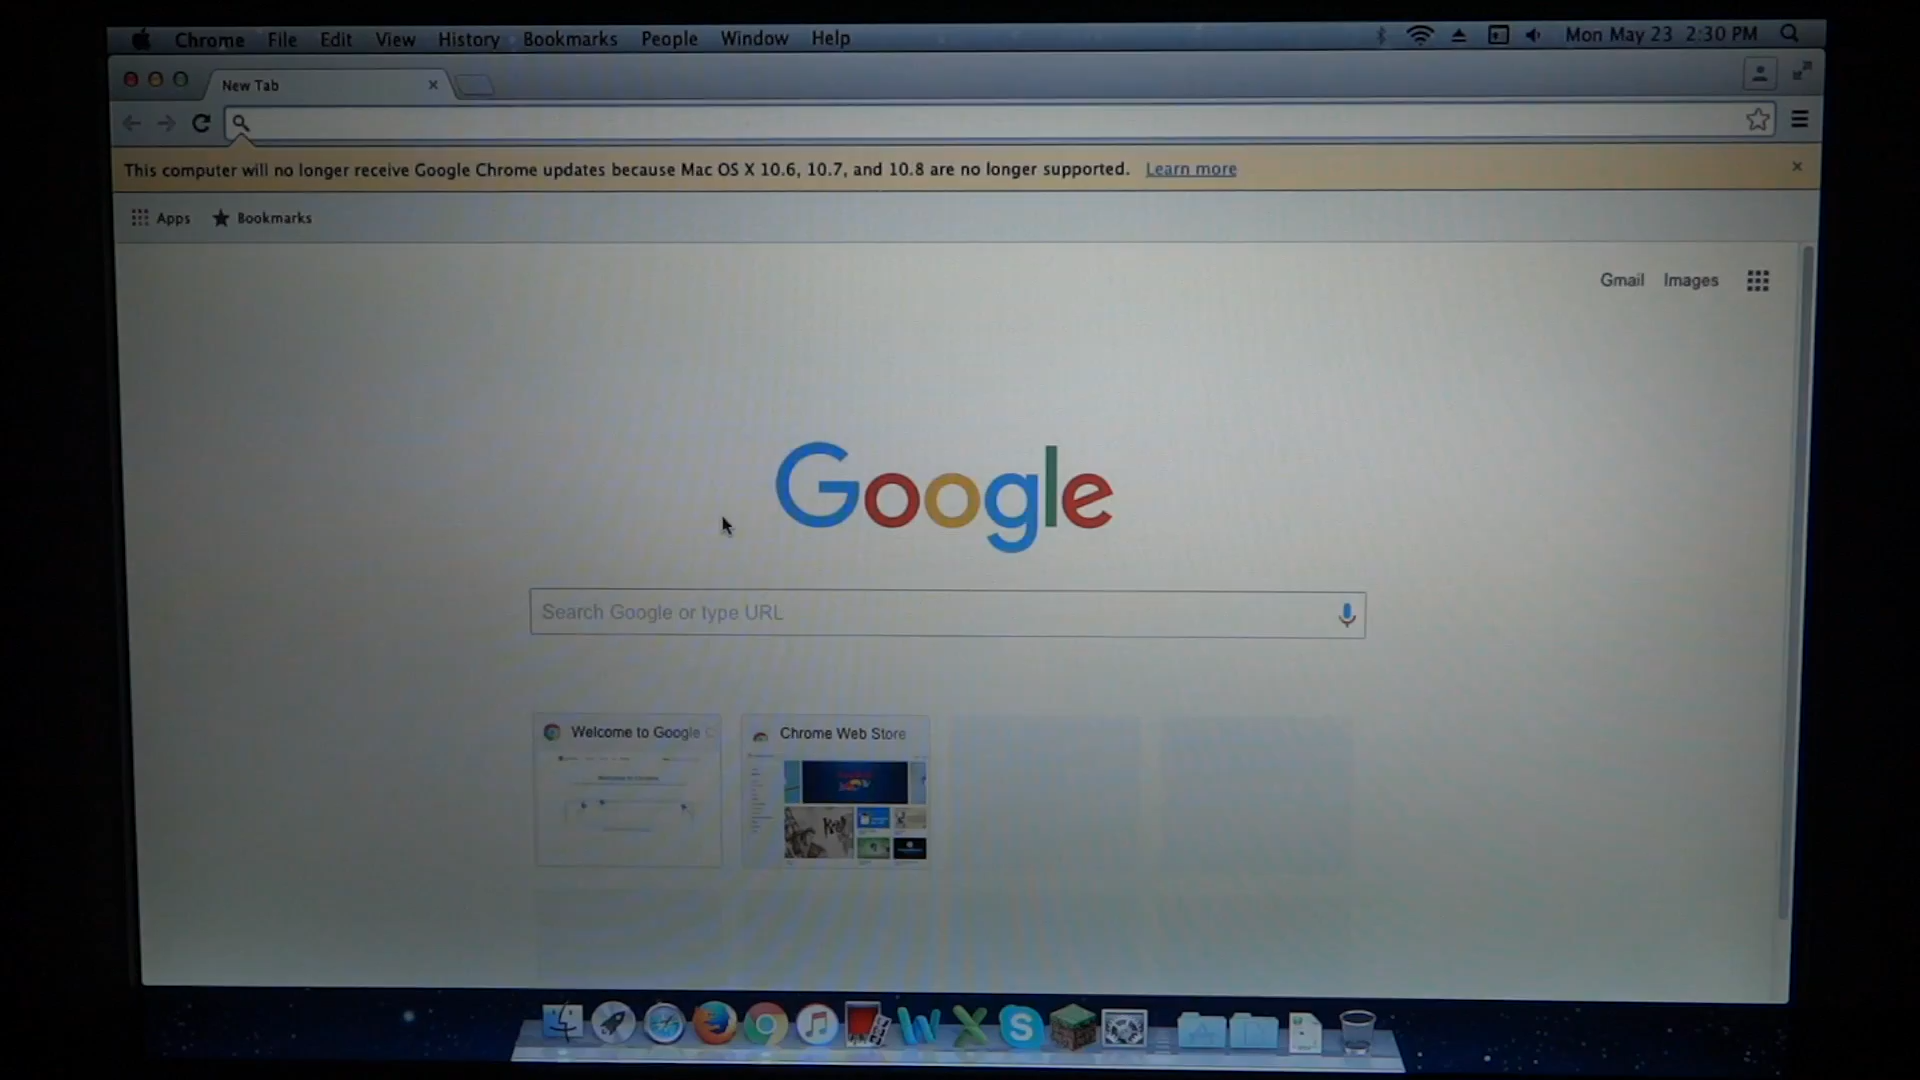 Chrome File Edit View History Bookmarks People Window Help Mon May 23 2:30 PM
New Tab
This computer will no longer receive Google Chrome updates because Mac OS X 10.6, 10.7, and 10.8 are no longer supported. Learn more
Apps Bookmarks
Gmail Images
Google
Search Google or type URL
Welcome to Google Chrome Web Store